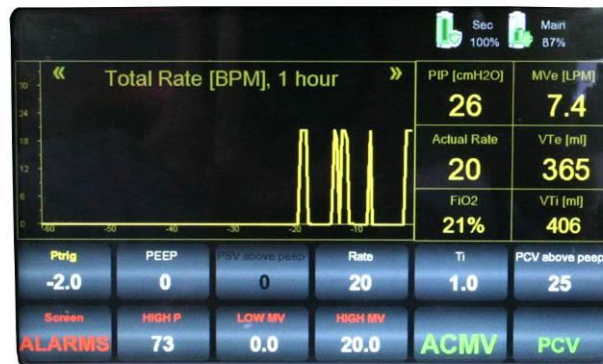 Sec
100%
Main
87%
« Total Rate [BPM], 1 hour »
30
24
18
12
6
0
-60 -50 -40 -30 -20 -10
PIP [cmH2O] MVe [LPM]
26 7.4
Actual Rate VTe [ml]
20 365
FiO2 VTi [ml]
21% 406
Ptrig PEEP PSV above peep Rate Ti PCV above peep
-2.0 0 0 20 1.0 25
Screen HIGH P LOW MV HIGH MV
ALARMS 73 0.0 20.0 ACMV PCV